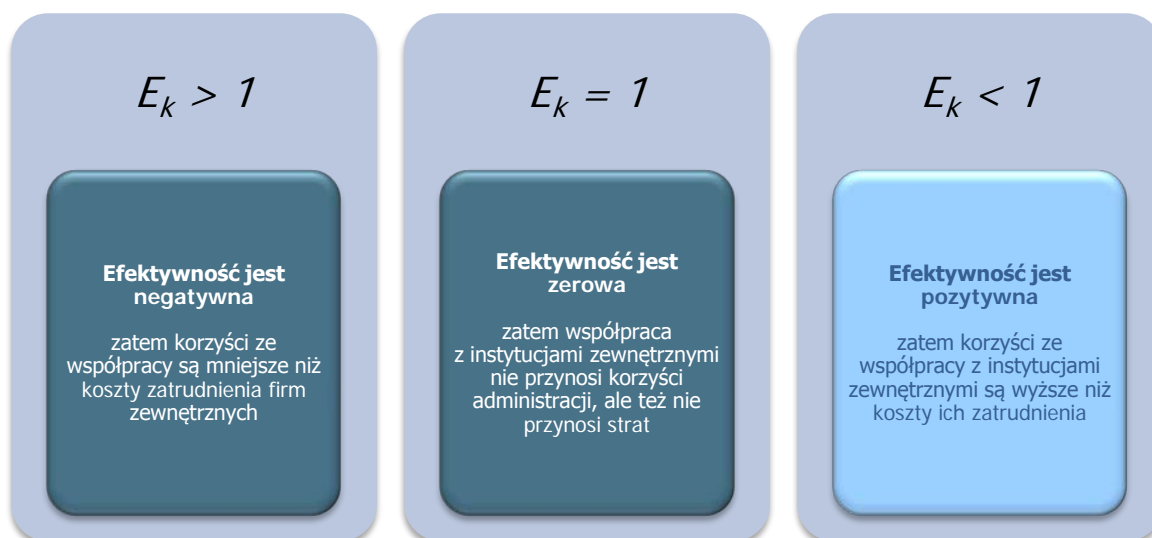 E_k > 1
Efektywność jest
negatywna
zatem korzyści ze
współpracy są mniejsze niż
koszty zatrudnienia firm
zewnętrznych
E_k = 1
Efektywność jest
zerowa
zatem współpraca
z instytucjami zewnętrznymi
nie przynosi korzyści
administracji, ale też nie
przynosi strat
E_k < 1
Efektywność jest
pozytywna
zatem korzyści ze
współpracy z instytucjami
zewnętrznymi są wyższe niż
koszty ich zatrudnienia